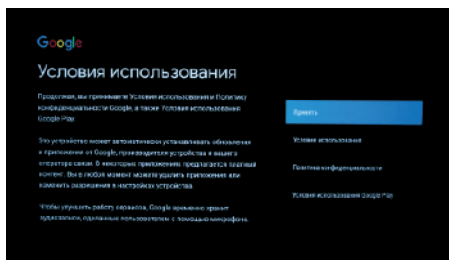 Google
Условия использования
Продолжая, вы принимаете Условия использования и Политику
конфиденциальности Google, а также Условия использования
Google Play.
Это устройство может автоматически устанавливать обновления
и приложения от Google, производителя устройства и вашего
оператора связи. В некоторых приложениях предлагается платный
контент. Вы в любой момент можете удалить приложения или
изменить разрешения в настройках устройства.
Чтобы улучшить работу сервисов, Google временно хранит
аудиозаписи, сделанные пользователем с помощью микрофона.
Принять
Условия использования
Политика конфиденциальности
Условия использования Google Play